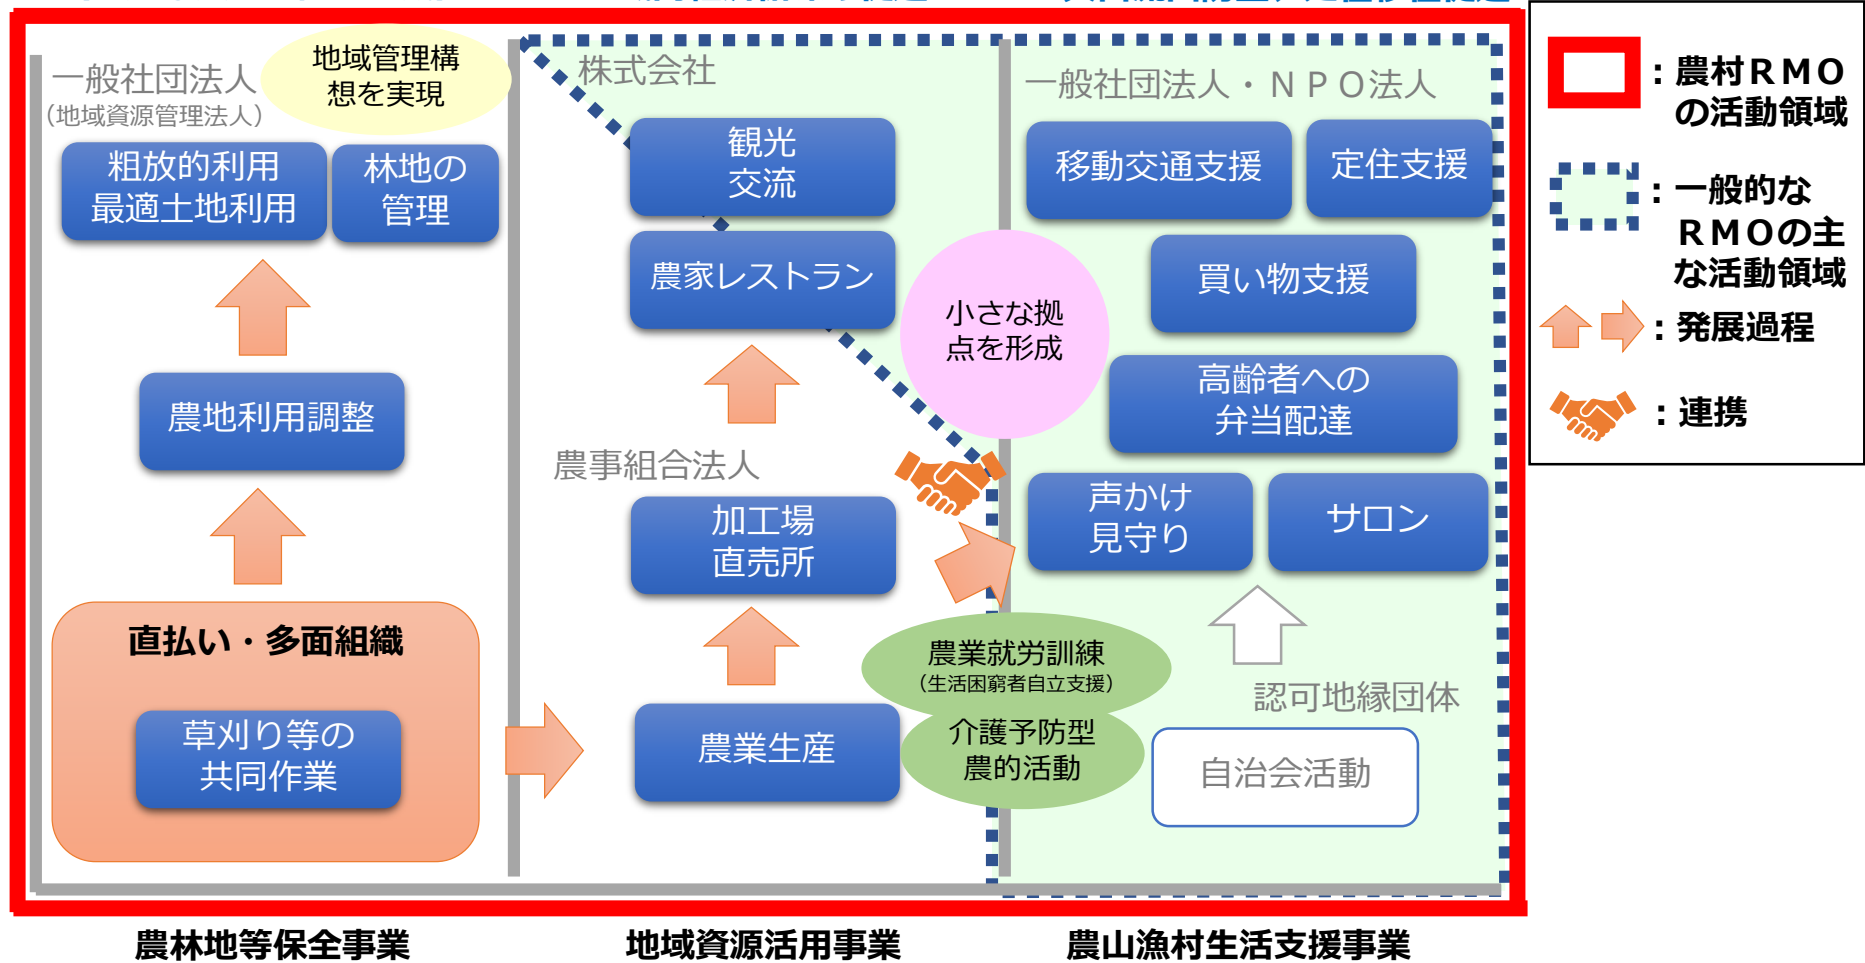 一般社団法人
（地域資源管理法人）
地域管理構
想を実現
粗放的利用
最適土地利用
林地の
管理
農地利用調整
直払い・多面組織
草刈り等の
共同作業
農林地等保全事業
株式会社
観光
交流
農家レストラン
農事組合法人
加工場
直売所
農業生産
地域資源活用事業
小さな拠
点を形成
農業就労訓練
（生活困窮者自立支援）
介護予防型
農的活動
一般社団法人・ＮＰＯ法人
移動交通支援
定住支援
買い物支援
高齢者への
弁当配達
声かけ
見守り
サロン
認可地縁団体
自治会活動
農山漁村生活支援事業
：農村ＲＭＯ
の活動領域
：一般的な
ＲＭＯの主
な活動領域
：発展過程
：連携